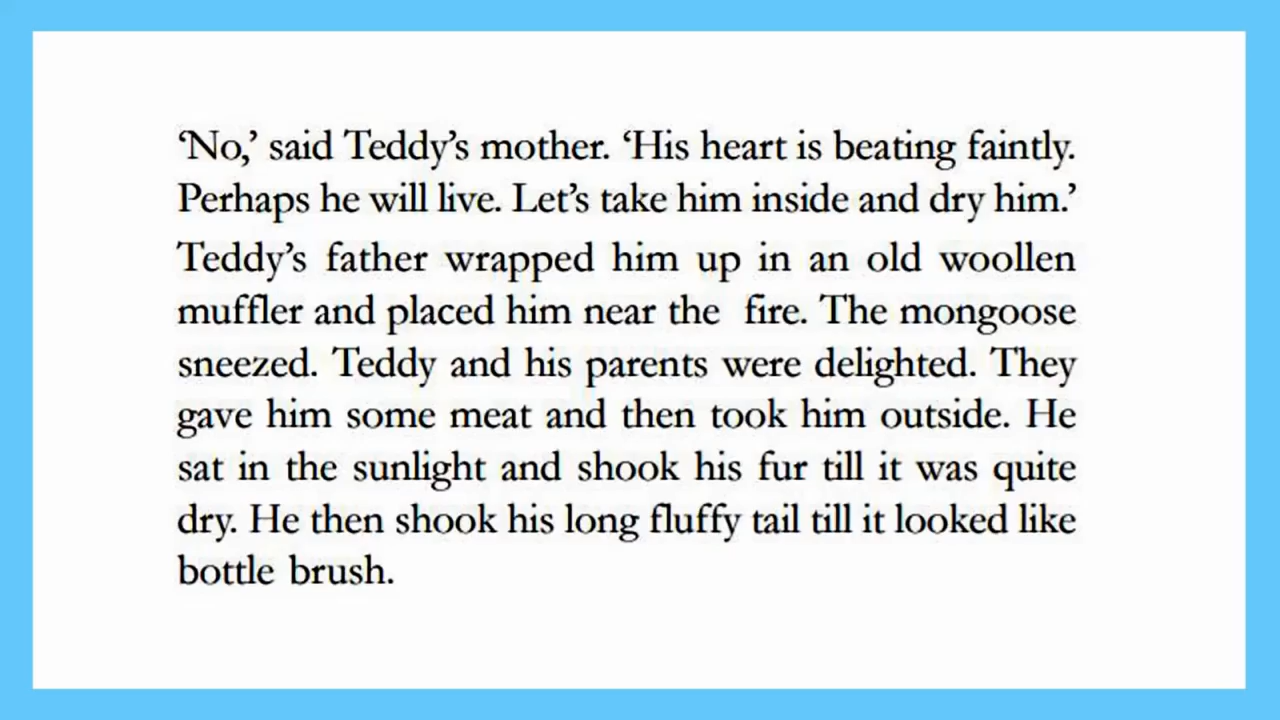 ‘No,’ said Teddy’s mother. ‘His heart is beating faintly.
Perhaps he will live. Let’s take him inside and dry him.’
Teddy’s father wrapped him up in an old woollen
muffler and placed him near the fire. The mongoose
sneezed. Teddy and his parents were delighted. They
gave him some meat and then took him outside. He
sat in the sunlight and shook his fur till it was quite
dry. He then shook his long fluffy tail till it looked like
bottle brush.